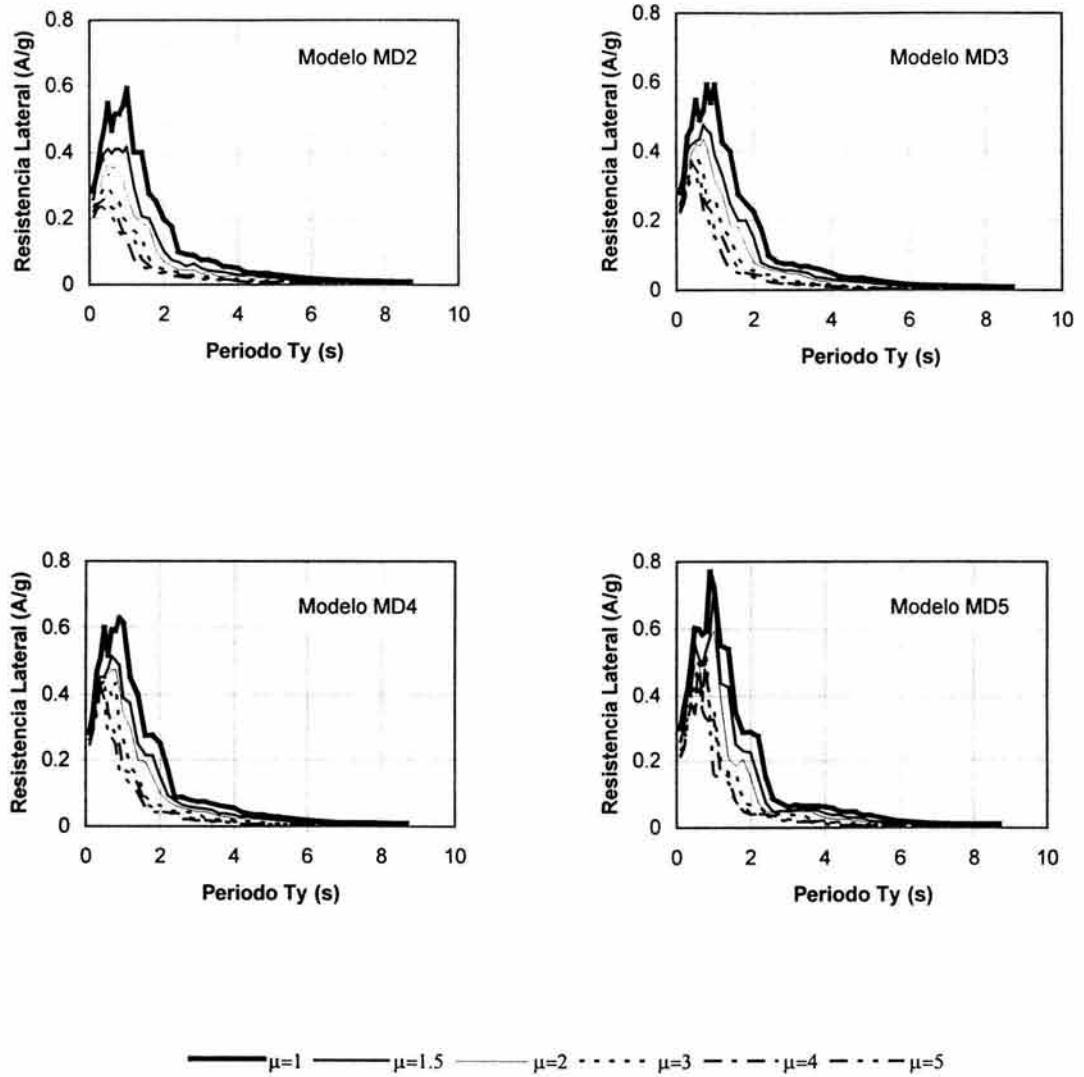 Resistencia Lateral (A/g)
0.8
0.6
0.4
0.2
0
Modelo MD2
0 2 4 6 8 10
Periodo Ty (s)
Resistencia Lateral (A/g)
0.8
0.6
0.4
0.2
0
Modelo MD3
0 2 4 6 8 10
Periodo Ty (s)
Resistencia Lateral (A/g)
0.8
0.6
0.4
0.2
0
Modelo MD4
0 2 4 6 8 10
Periodo Ty (s)
Resistencia Lateral (A/g)
0.8
0.6
0.4
0.2
0
Modelo MD5
0 2 4 6 8 10
Periodo Ty (s)
μ=1 μ=1.5 μ=2 μ=3 μ=4 μ=5